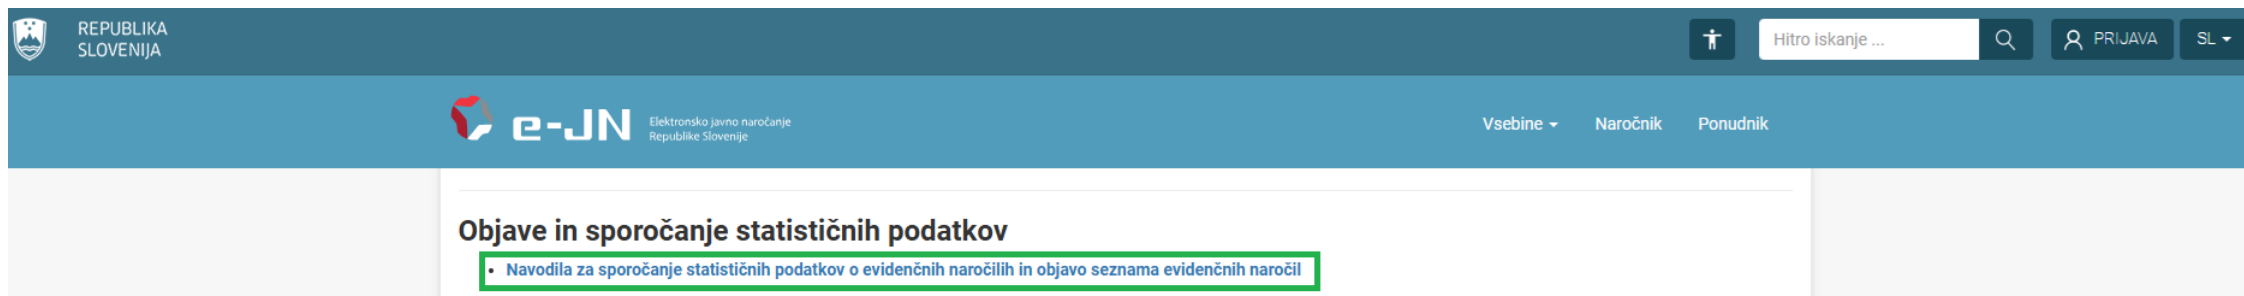 REPUBLIKA
SLOVENIJA
Hitro iskanje ...
PRIJAVA
SL
e-JN
Elektronsko javno naročanje
Republike Slovenije
Vsebine
Naročnik
Ponudnik
Objave in sporočanje statističnih podatkov
• Navodila za sporočanje statističnih podatkov o evidenčnih naročilih in objavo seznama evidenčnih naročil